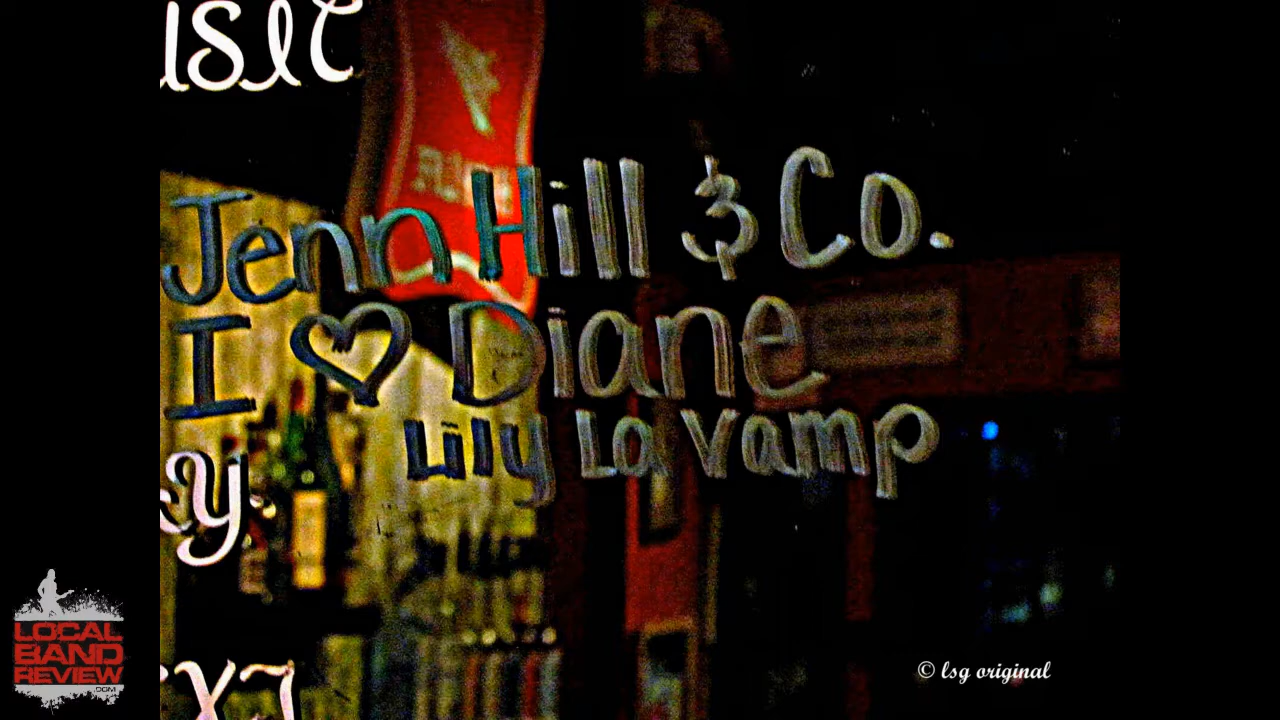 Jenn Hill & Co.
I ♥ Diane
Lily La Vamp
LOCAL
BAND
REVIEW
.COM
© lsg original